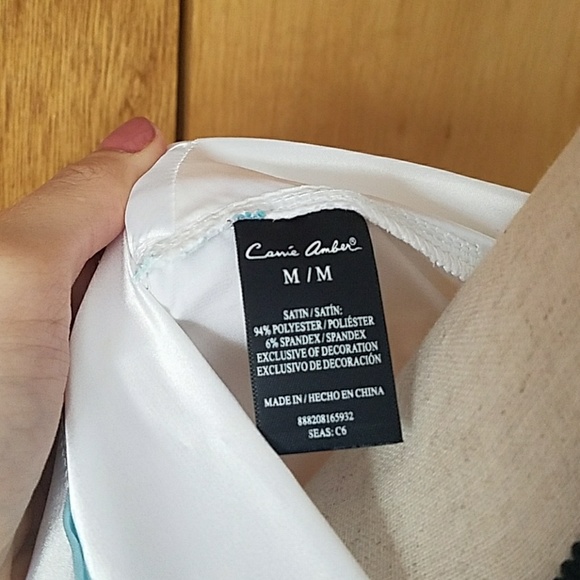 Carrie Amber®
M/M
SATIN/SATÍN:
94% POLYESTER/POLIÉSTER
6% SPANDEX/SPANDEX
EXCLUSIVE OF DECORATION
EXCLUSIVO DE DECORACIÓN
MADE IN/HECHO EN CHINA
888208165932
SEAS: C6